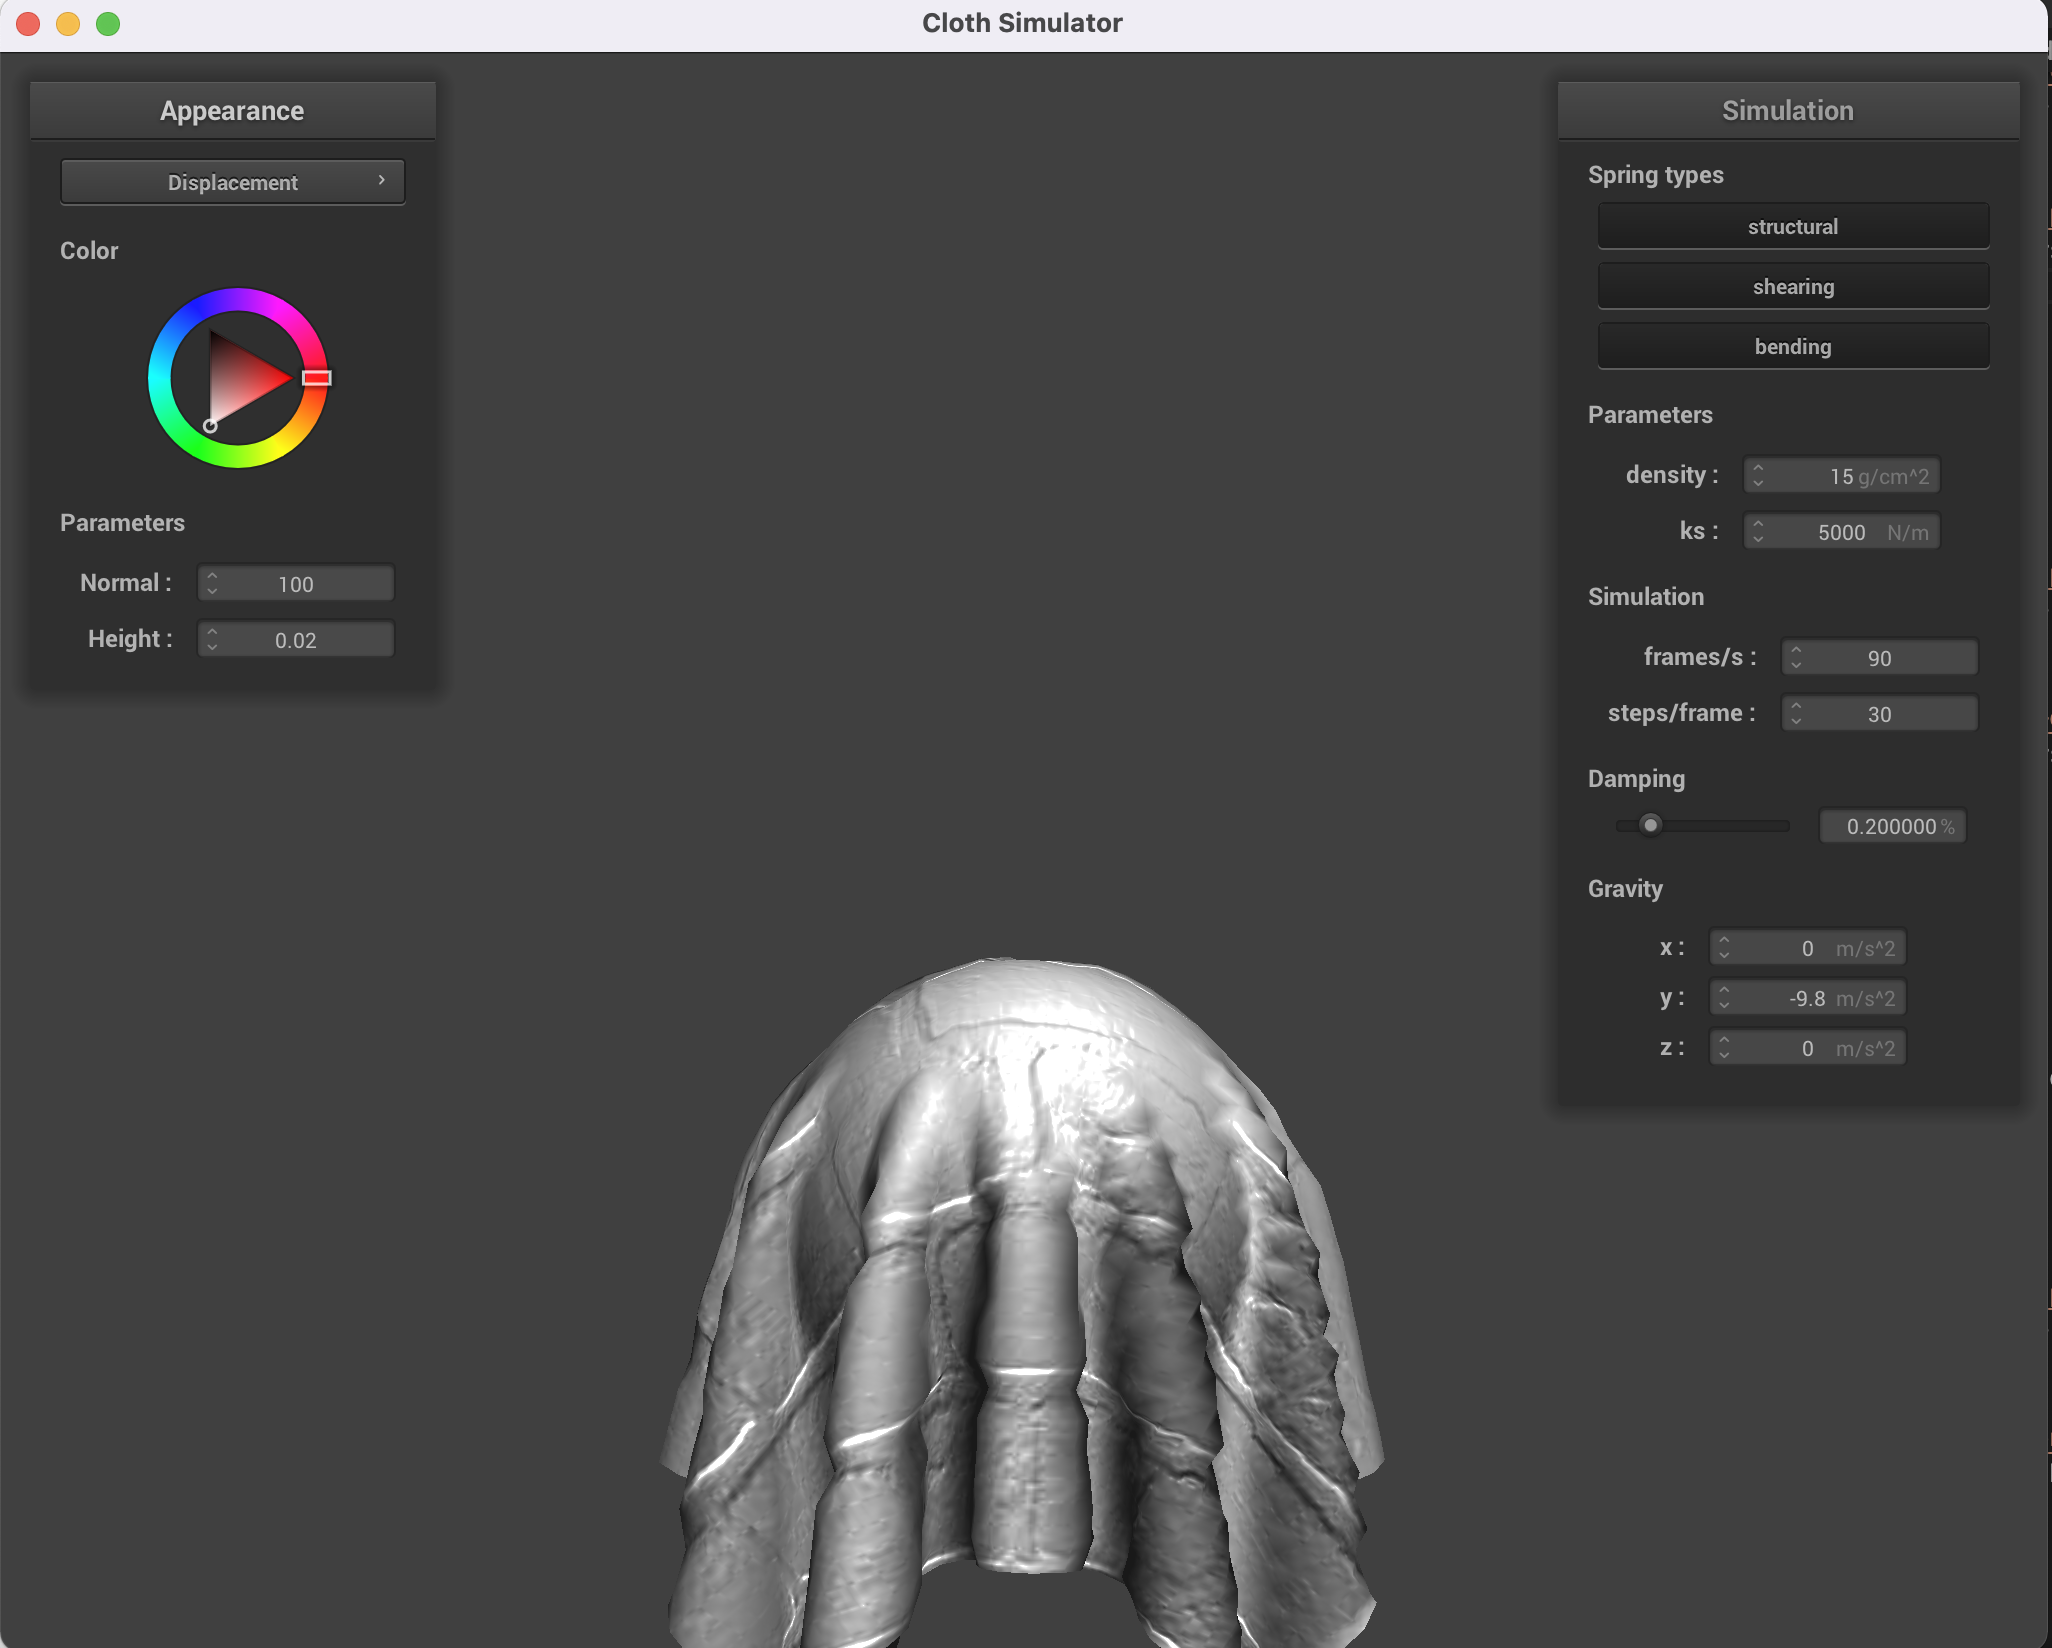 Cloth Simulator
Appearance
Displacement
Color
Parameters
Normal : 100
Height : 0.02
Simulation
Spring types
structural
shearing
bending
Parameters
density : 15 g/cm^2
ks : 5000 N/m
Simulation
frames/s : 90
steps/frame : 30
Damping
0.200000 %
Gravity
x : 0 m/s^2
y : -9.8 m/s^2
z : 0 m/s^2